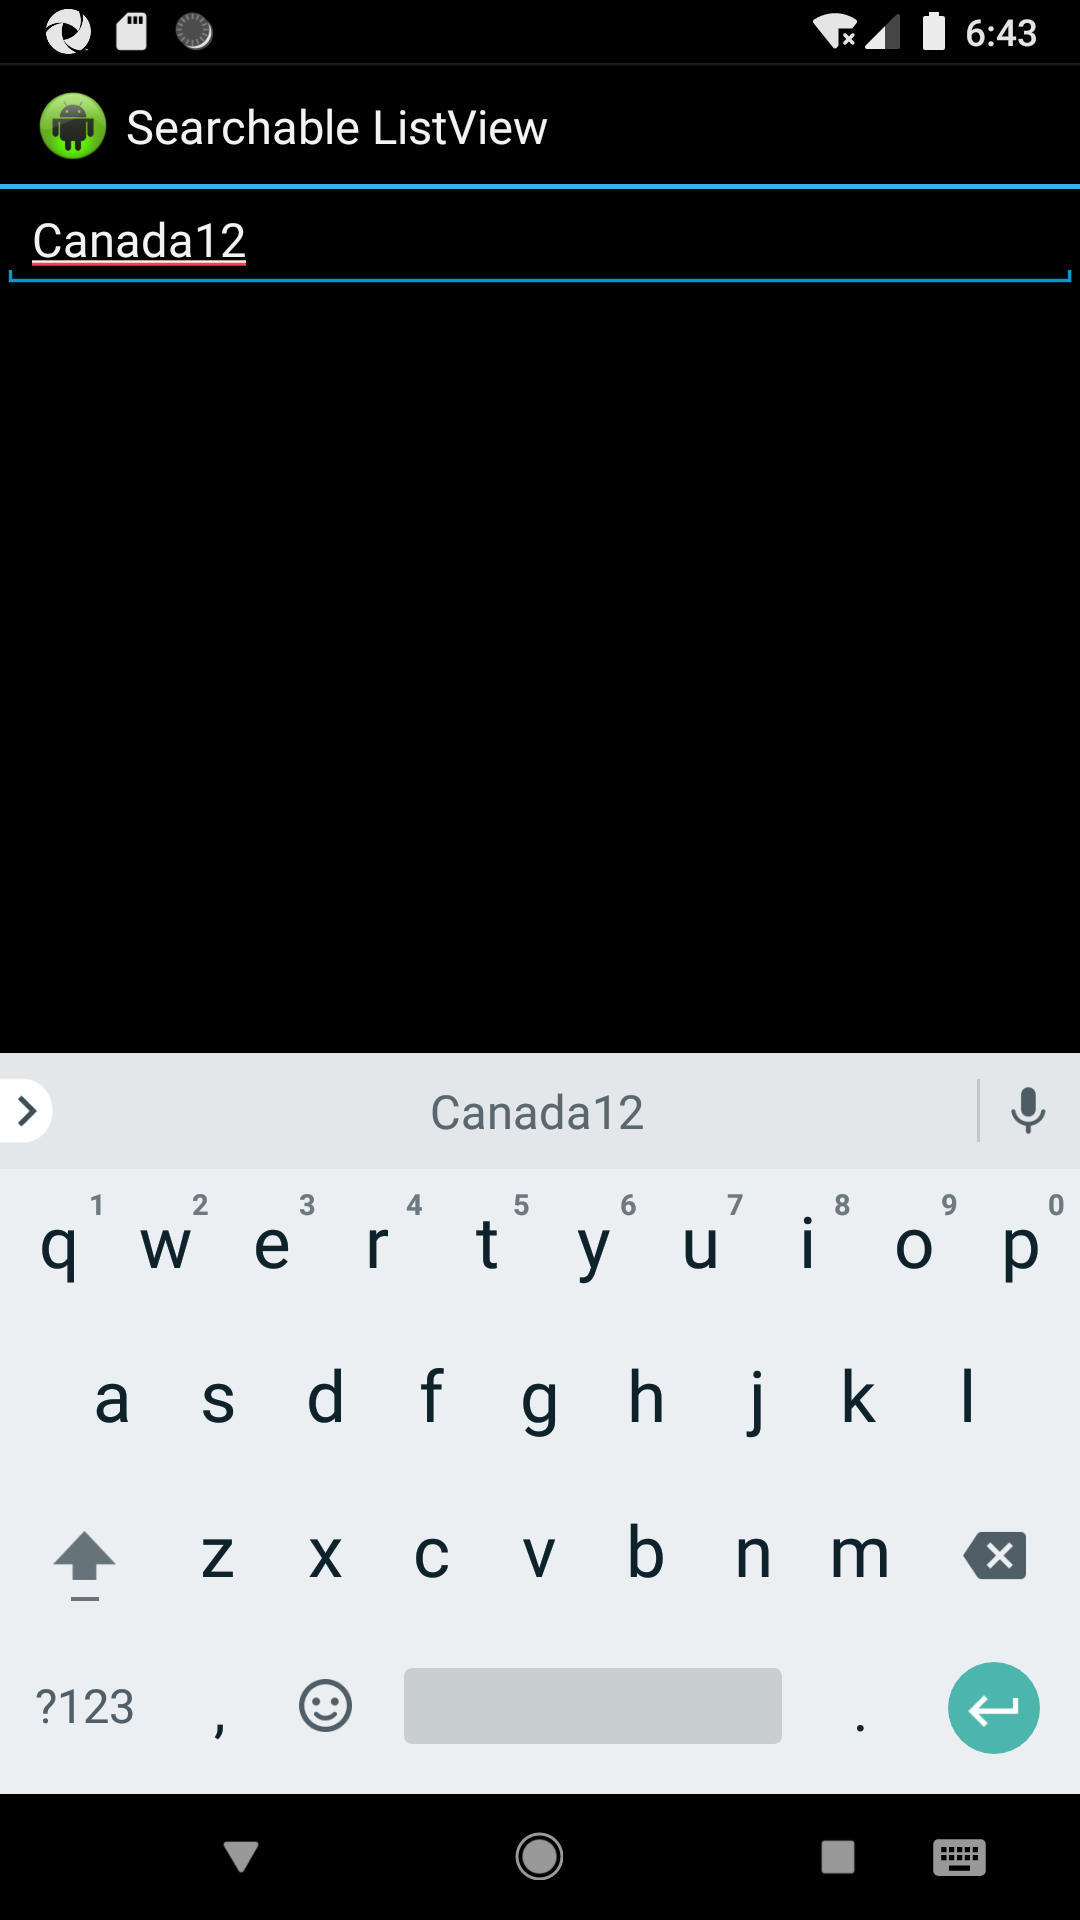 6:43
Searchable ListView
Canada12
Canada12
1 2 3 4 5 6 7 8 9 0
q w e r t y u i o p
a s d f g h j k l
z x c v b n m
?123 , .